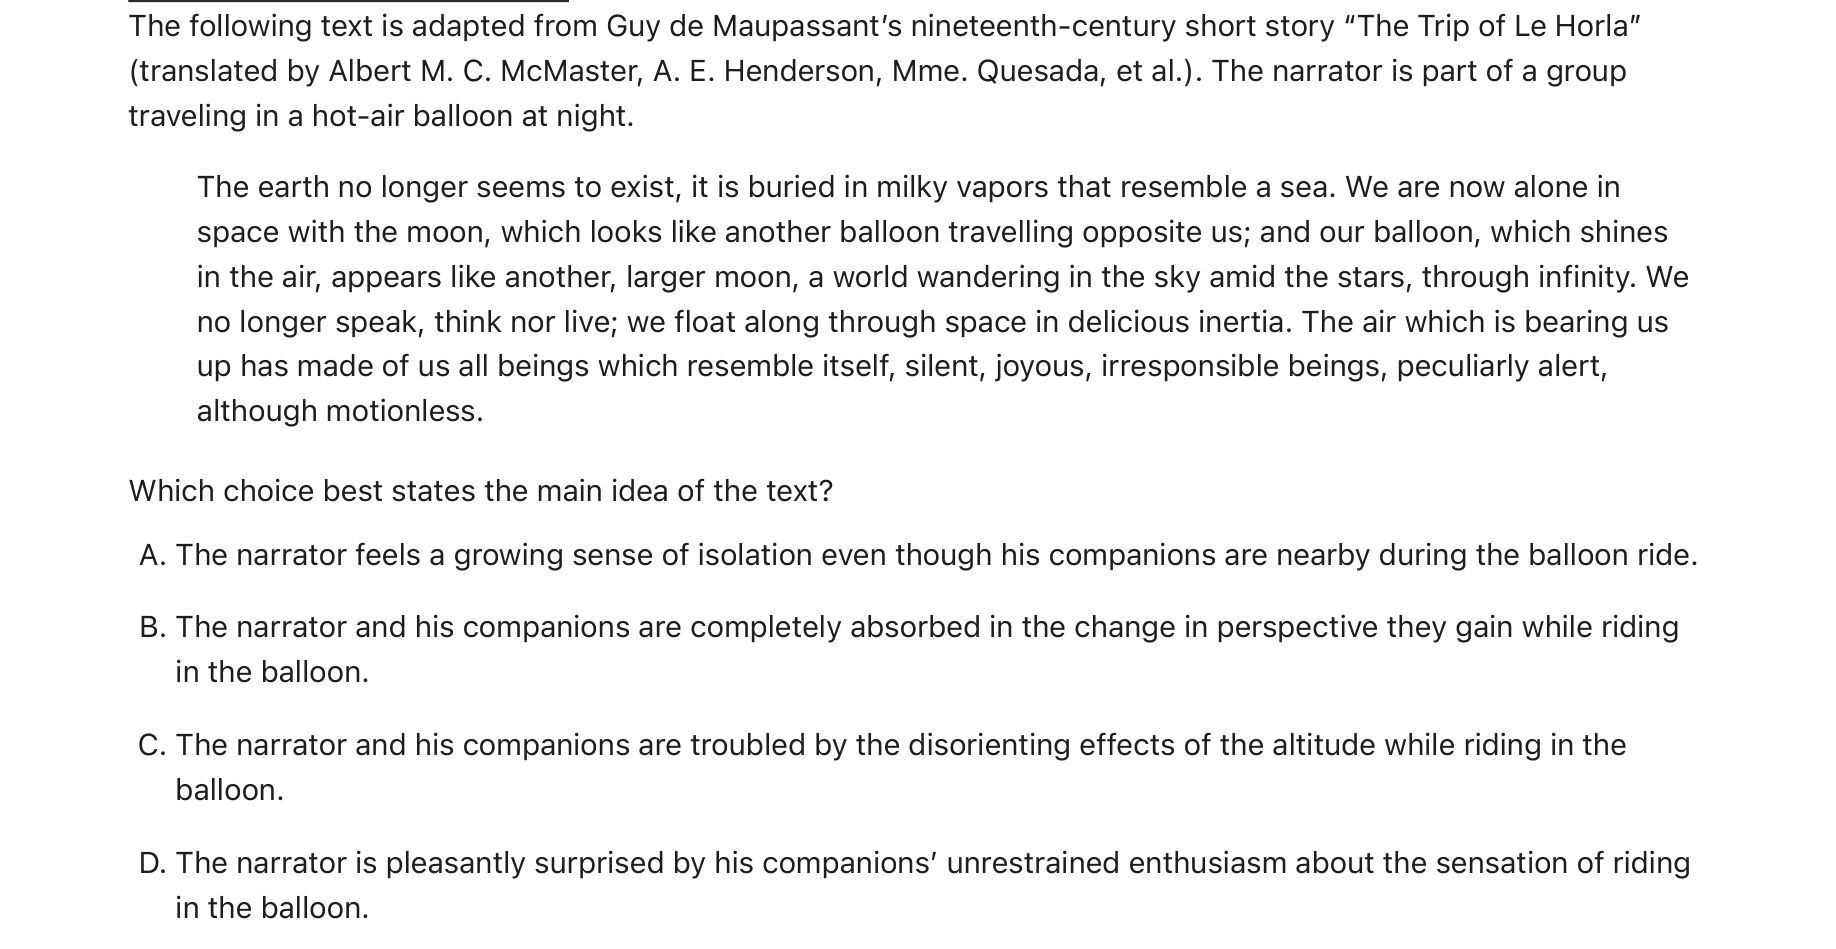 The following text is adapted from Guy de Maupassant’s nineteenth-century short story “The Trip of Le Horla”
(translated by Albert M. C. McMaster, A. E. Henderson, Mme. Quesada, et al.). The narrator is part of a group
traveling in a hot-air balloon at night.
The earth no longer seems to exist, it is buried in milky vapors that resemble a sea. We are now alone in
space with the moon, which looks like another balloon travelling opposite us; and our balloon, which shines
in the air, appears like another, larger moon, a world wandering in the sky amid the stars, through infinity. We
no longer speak, think nor live; we float along through space in delicious inertia. The air which is bearing us
up has made of us all beings which resemble itself, silent, joyous, irresponsible beings, peculiarly alert,
although motionless.
Which choice best states the main idea of the text?
A. The narrator feels a growing sense of isolation even though his companions are nearby during the balloon ride.
B. The narrator and his companions are completely absorbed in the change in perspective they gain while riding
in the balloon.
C. The narrator and his companions are troubled by the disorienting effects of the altitude while riding in the
balloon.
D. The narrator is pleasantly surprised by his companions’ unrestrained enthusiasm about the sensation of riding
in the balloon.